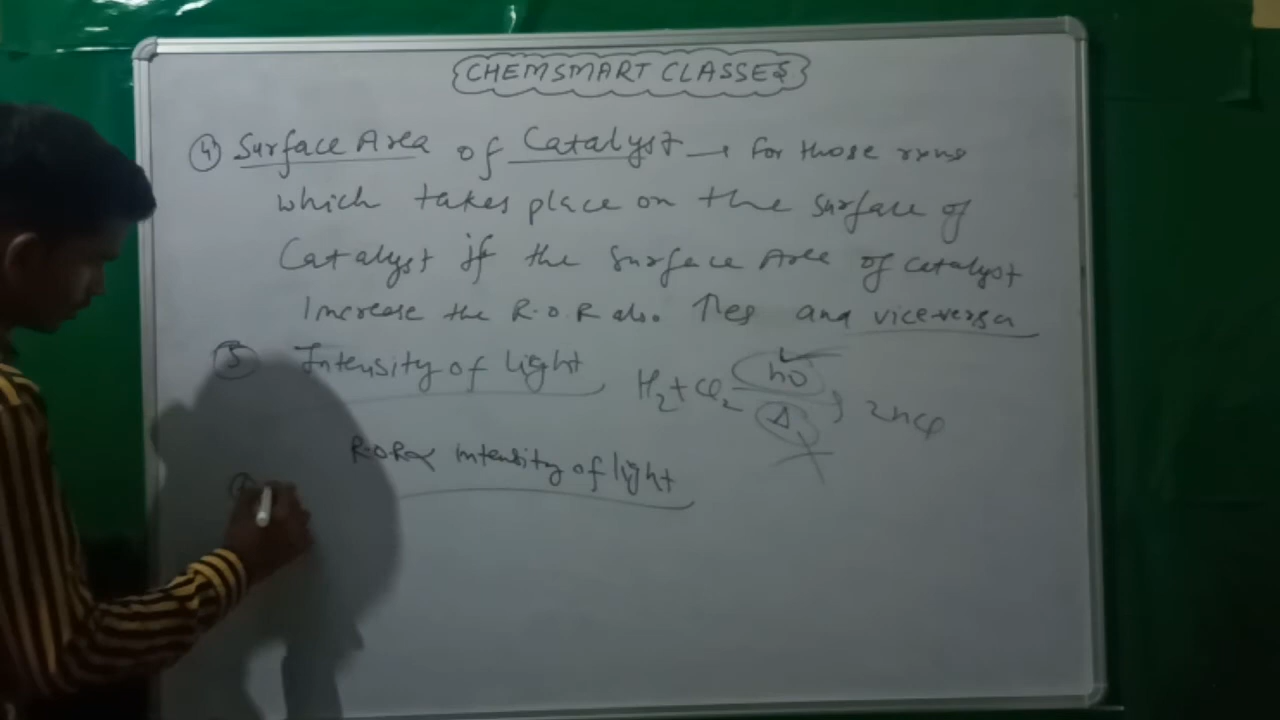 CHEMSMART CLASSES
④ Surface Area of Catalyst → for those rxns
which takes place on the surface of
Catalyst if the surface Area of catalyst
Increase the R.O.R also ↑es and vice-versa
⑤ Intensity of light H₂ + Cl₂ hυ Δ → 2HCl
R.O.R ∝ intensity of light